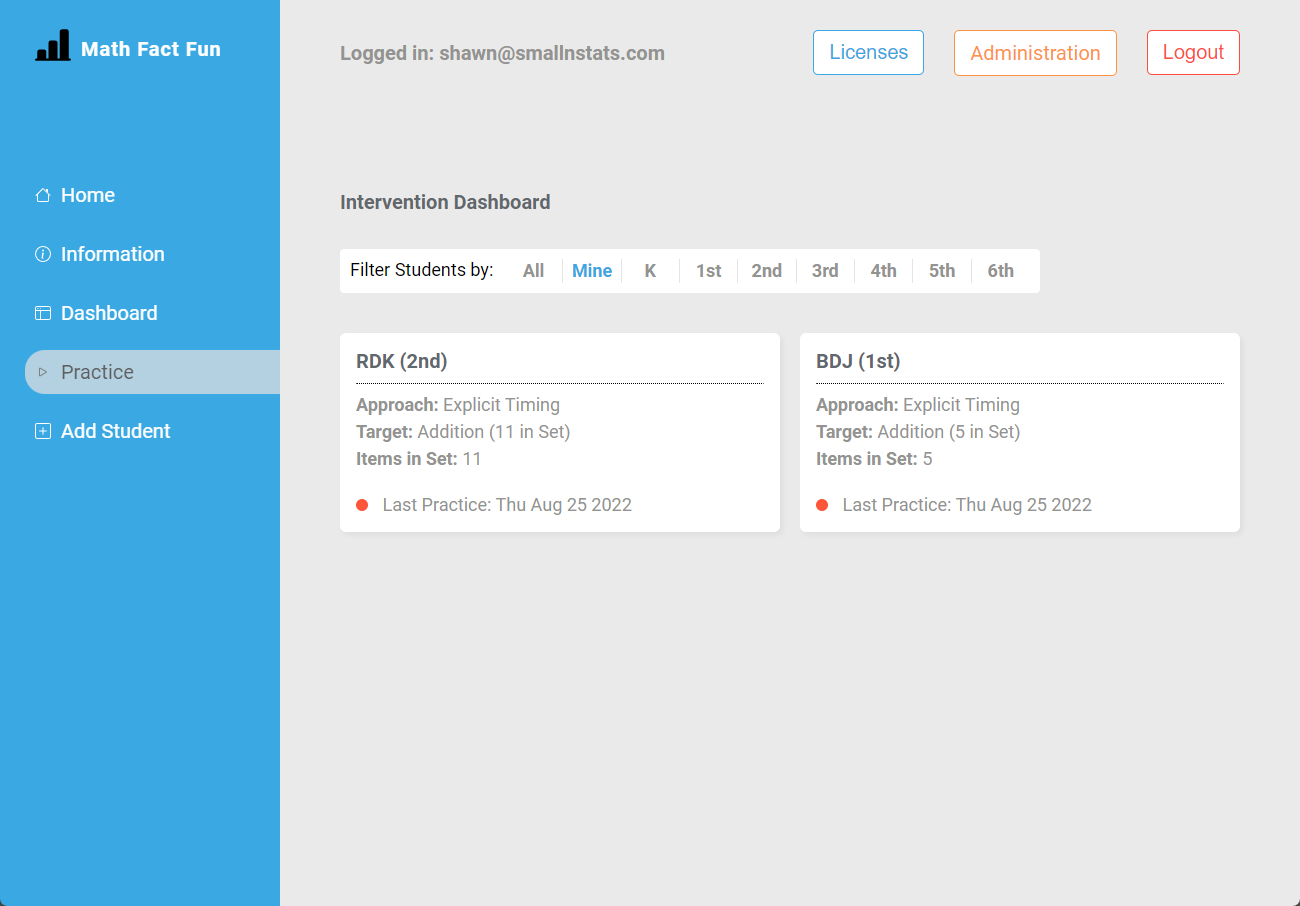 Math Fact Fun
Logged in: shawn@smallnstats.com
Licenses
Administration
Logout
Home
Information
Dashboard
Practice
Add Student
Intervention Dashboard
Filter Students by: All Mine K 1st 2nd 3rd 4th 5th 6th
RDK (2nd)
Approach: Explicit Timing
Target: Addition (11 in Set)
Items in Set: 11
Last Practice: Thu Aug 25 2022
BDJ (1st)
Approach: Explicit Timing
Target: Addition (5 in Set)
Items in Set: 5
Last Practice: Thu Aug 25 2022